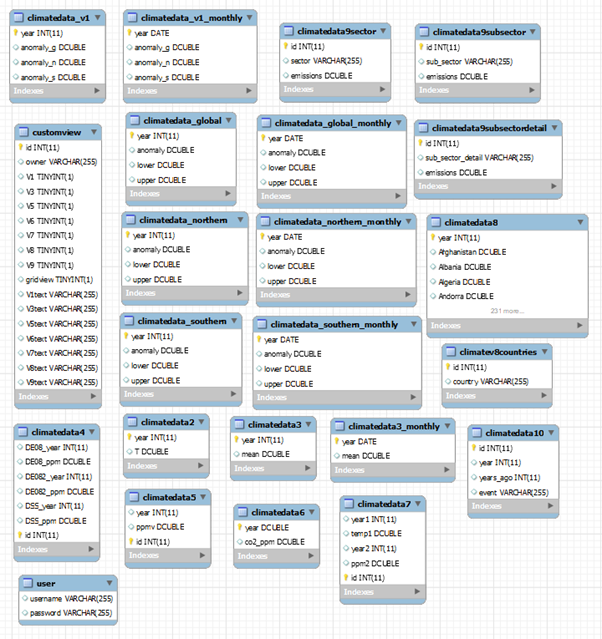 climatedata_v1
year INT(11)
anomaly_g DOUBLE
anomaly_n DOUBLE
anomaly_s DOUBLE
Indexes
climatedata_v1_monthly
year DATE
anomaly_g DOUBLE
anomaly_n DOUBLE
anomaly_s DOUBLE
Indexes
climatedata9sector
id INT(11)
sector VARCHAR(255)
emissions DOUBLE
Indexes
climatedata9subsector
id INT(11)
sub_sector VARCHAR(255)
emissions DOUBLE
Indexes
customview
id INT(11)
owner VARCHAR(255)
V1 TINYINT(1)
V3 TINYINT(1)
V5 TINYINT(1)
V6 TINYINT(1)
V7 TINYINT(1)
V8 TINYINT(1)
V9 TINYINT(1)
gridview TINYINT(1)
V1text VARCHAR(255)
V3text VARCHAR(255)
V5text VARCHAR(255)
V6text VARCHAR(255)
V7text VARCHAR(255)
V8text VARCHAR(255)
V9text VARCHAR(255)
Indexes
climatedata_global
year INT(11)
anomaly DOUBLE
lower DOUBLE
upper DOUBLE
Indexes
climatedata_global_monthly
year DATE
anomaly DOUBLE
lower DOUBLE
upper DOUBLE
Indexes
climatedata9subsectordetail
id INT(11)
sub_sector_detail VARCHAR(255)
emissions DOUBLE
Indexes
climatedata_northern
year INT(11)
anomaly DOUBLE
lower DOUBLE
upper DOUBLE
Indexes
climatedata_northern_monthly
year DATE
anomaly DOUBLE
lower DOUBLE
upper DOUBLE
Indexes
climatedata8
year INT(11)
Afghanistan DOUBLE
Albania DOUBLE
Algeria DOUBLE
Andorra DOUBLE
231 more...
Indexes
climatedata_southern
year INT(11)
anomaly DOUBLE
lower DOUBLE
upper DOUBLE
Indexes
climatedata_southern_monthly
year DATE
anomaly DOUBLE
lower DOUBLE
upper DOUBLE
Indexes
climatev8countries
id INT(11)
country VARCHAR(255)
Indexes
climatedata4
DE08_year INT(11)
DE08_ppm DOUBLE
DE082_year INT(11)
DE082_ppm DOUBLE
DSS_year INT(11)
DSS_ppm DOUBLE
id INT(11)
Indexes
climatedata2
year INT(11)
T DOUBLE
Indexes
climatedata3
year INT(11)
mean DOUBLE
Indexes
climatedata3_monthly
year DATE
mean DOUBLE
Indexes
climatedata10
id INT(11)
year INT(11)
years_ago INT(11)
event VARCHAR(255)
Indexes
climatedata5
year INT(11)
ppmv DOUBLE
id INT(11)
Indexes
climatedata6
year DOUBLE
co2_ppm DOUBLE
Indexes
climatedata7
year1 INT(11)
temp1 DOUBLE
year2 INT(11)
ppm2 DOUBLE
id INT(11)
Indexes
user
username VARCHAR(255)
password VARCHAR(255)